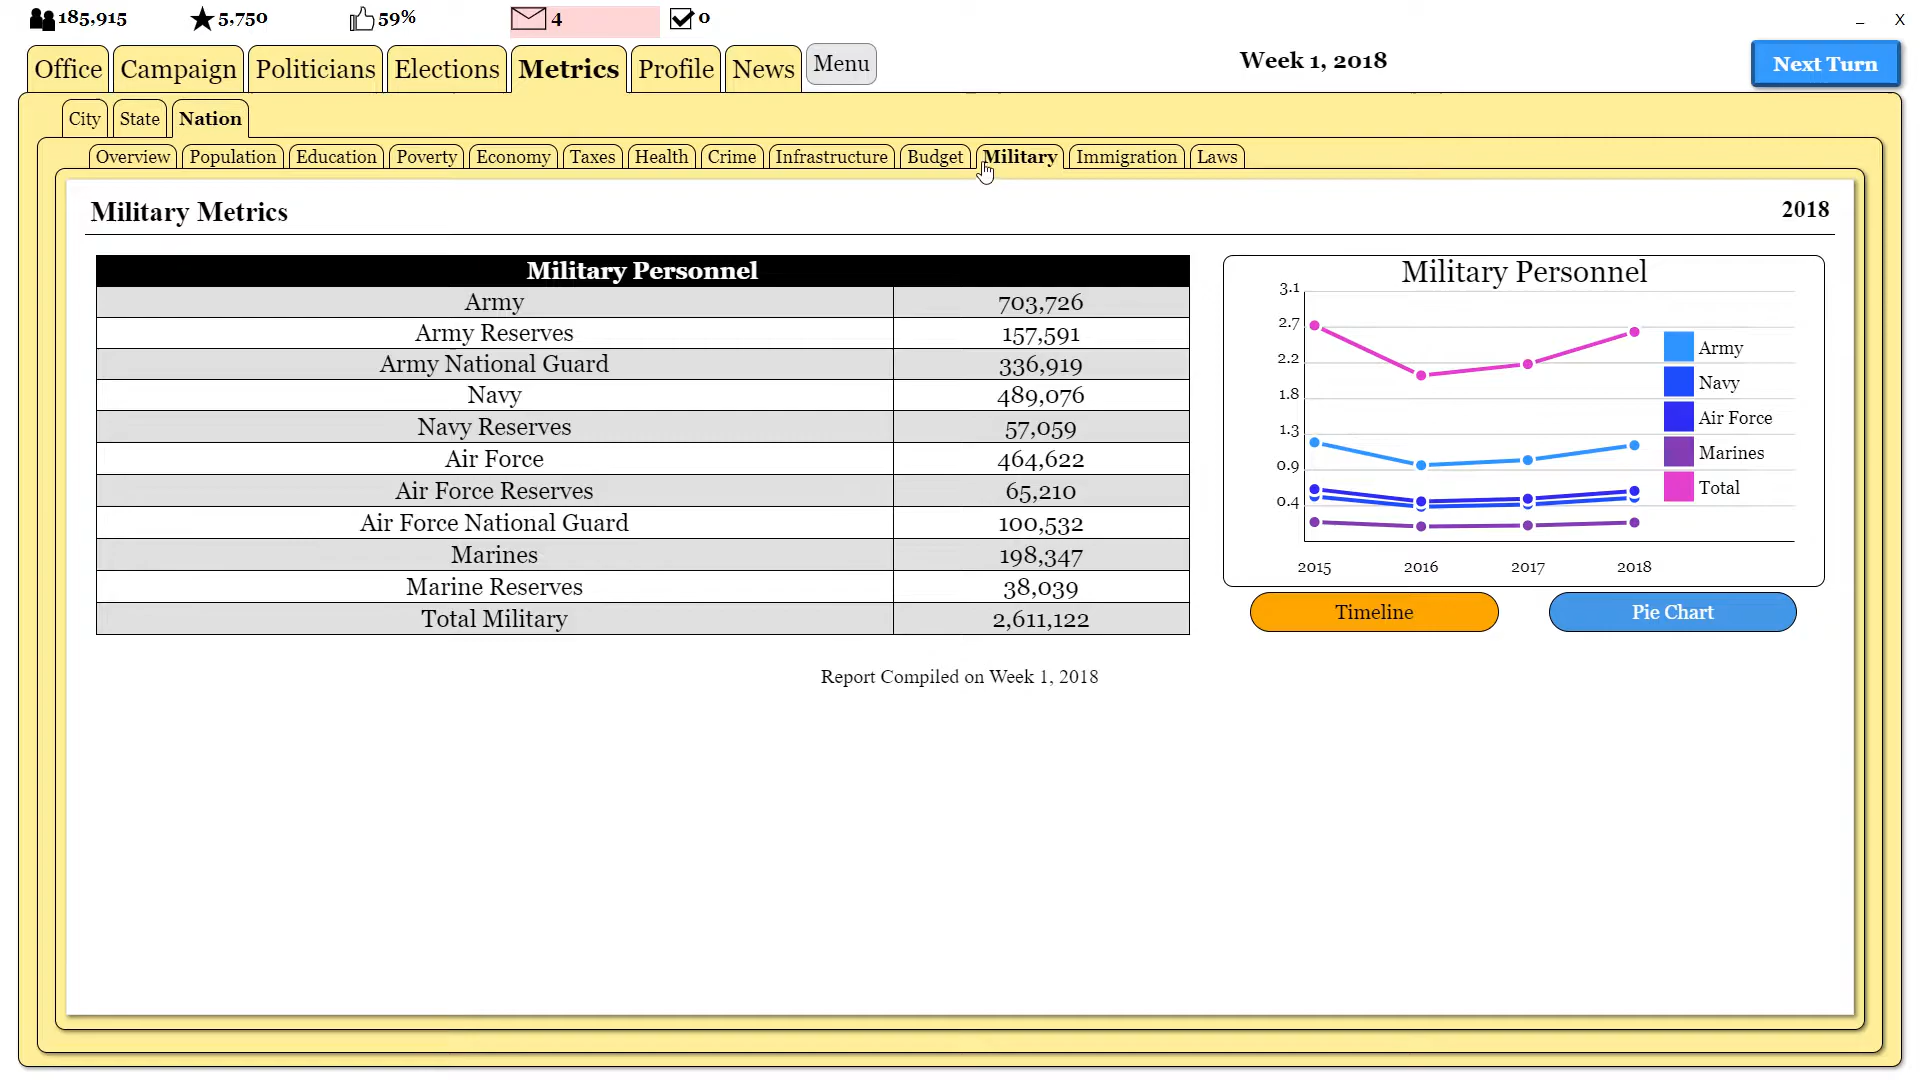 185,915 5,750 59% 4 0
_ X
Office Campaign Politicians Elections Metrics Profile News Menu
Week 1, 2018
Next Turn
City State Nation
Overview Population Education Poverty Economy Taxes Health Crime Infrastructure Budget Military Immigration Laws
Military Metrics
2018
Military Personnel
Army 703,726
Army Reserves 157,591
Army National Guard 336,919
Navy 489,076
Navy Reserves 57,059
Air Force 464,622
Air Force Reserves 65,210
Air Force National Guard 100,532
Marines 198,347
Marine Reserves 38,039
Total Military 2,611,122
Military Personnel
3.1
2.7
2.2
1.8
1.3
0.9
0.4
2015 2016 2017 2018
Army
Navy
Air Force
Marines
Total
Timeline Pie Chart
Report Compiled on Week 1, 2018